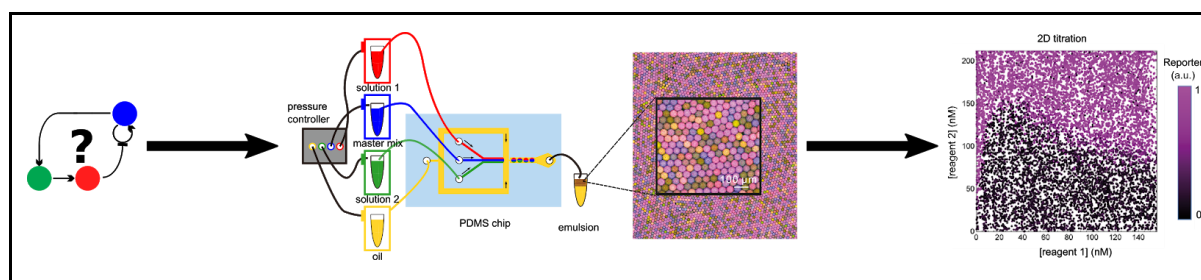 ?
pressure
controller
solution 1
master mix
solution 2
oil
PDMS chip
emulsion
100 µm
2D titration
[reagent 2] (nM)
200
150
100
50
0
0 20 40 60 80 100 120 140
[reagent 1] (nM)
Reporter
(a.u.)
1
0